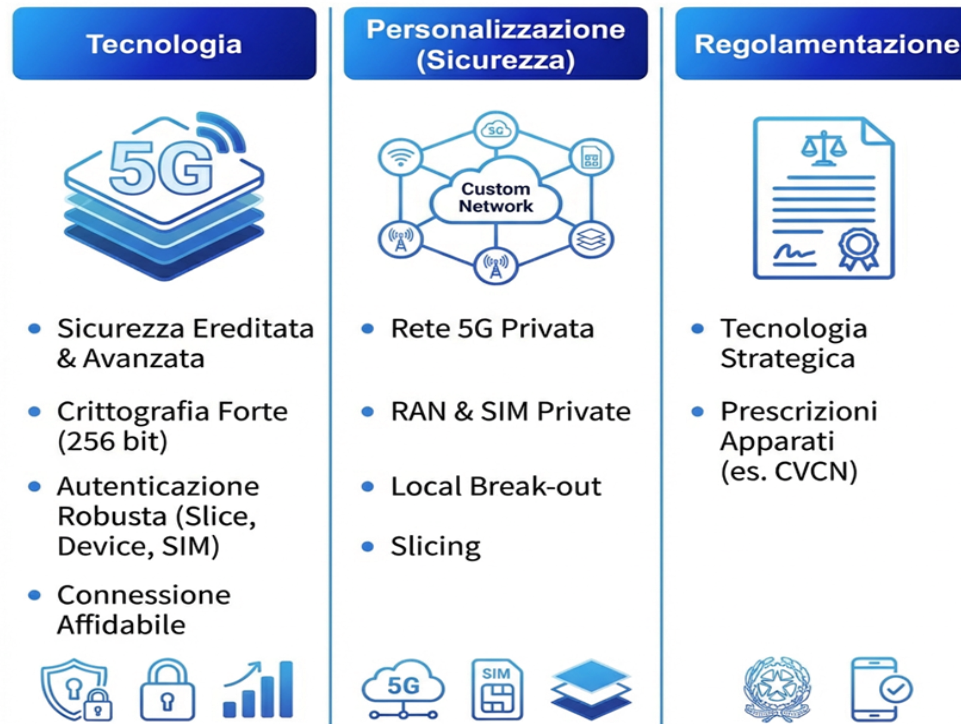 Tecnologia
5G
• Sicurezza Ereditata
& Avanzata
• Crittografia Forte
(256 bit)
• Autenticazione
Robusta (Slice,
Device, SIM)
• Connessione
Affidabile
Personalizzazione
(Sicurezza)
5G
Custom
Network
• Rete 5G Privata
• RAN & SIM Private
• Local Break-out
• Slicing
5G
SIM
Regolamentazione
• Tecnologia
Strategica
• Prescrizioni
Apparati
(es. CVCN)